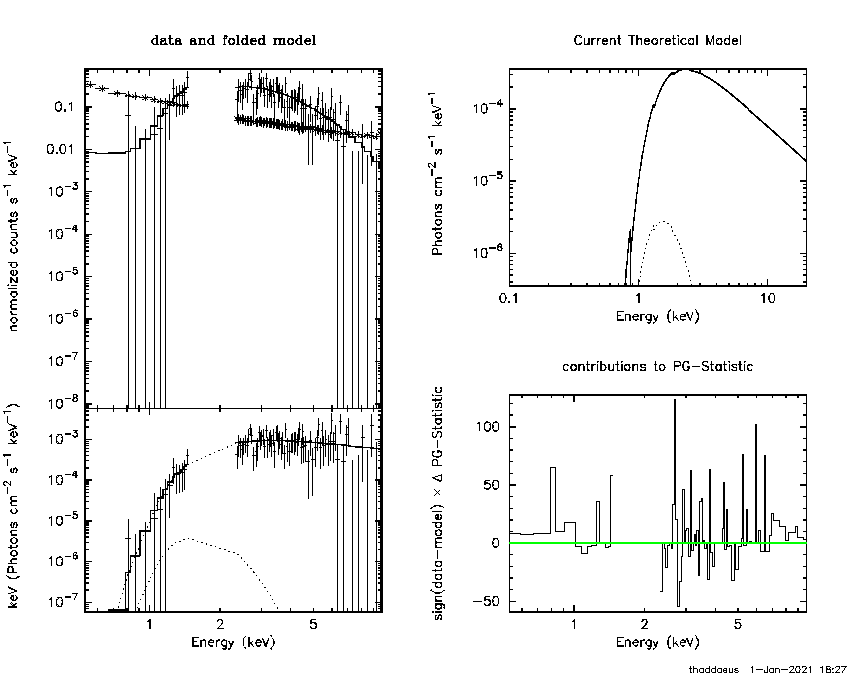 data and folded model
normalized counts s⁻¹ keV⁻¹
0.1
0.01
10⁻³
10⁻⁴
10⁻⁵
10⁻⁶
10⁻⁷
10⁻⁸
keV (Photons cm⁻² s⁻¹ keV⁻¹)
10⁻³
10⁻⁴
10⁻⁵
10⁻⁶
10⁻⁷
1 2 5
Energy (keV)
Current Theoretical Model
Photons cm⁻² s⁻¹ keV⁻¹
10⁻⁴
10⁻⁵
10⁻⁶
0.1 1 10
Energy (keV)
contributions to PG−Statistic
sign(data−model) × Δ PG−Statistic
100
50
0
−50
1 2 5
Energy (keV)
thaddaeus 1−Jan−2021 18:27